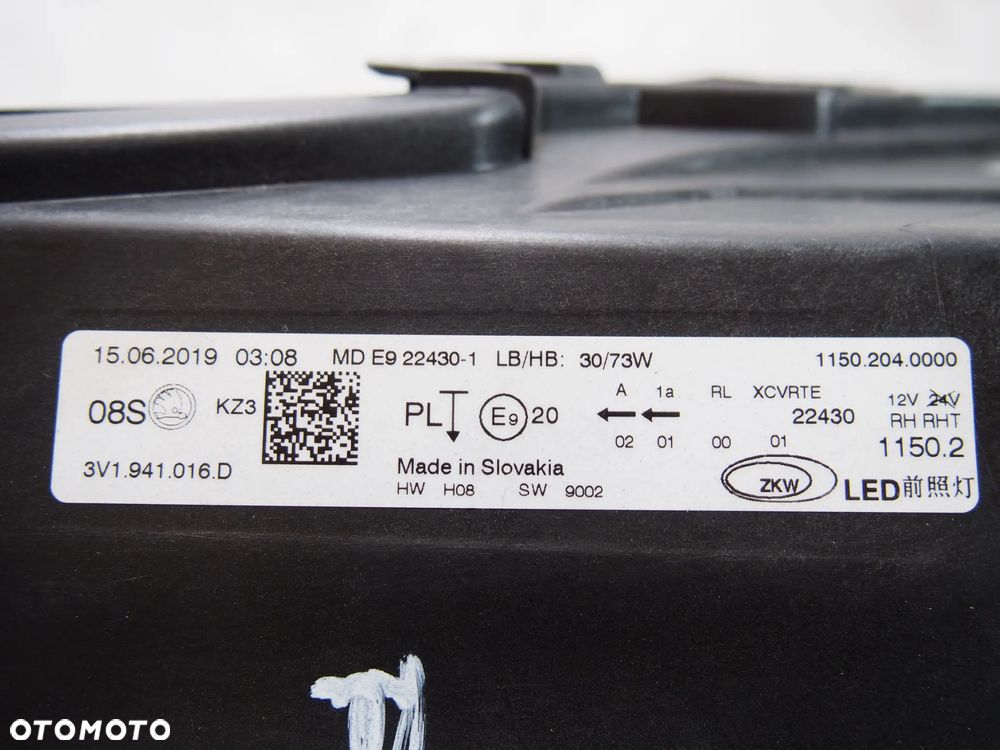 15.06.2019 03:08 MD E9 22430-1 LB/HB: 30/73W 1150.204.0000
08S KZ3 PL E9 20 A 1a RL XCVRTE 12V 24V
22430 RH RHT
02 01 00 01 1150.2
3V1.941.016.D Made in Slovakia
HW H08 SW 9002 ZKW LED前照灯
OTOMOTO